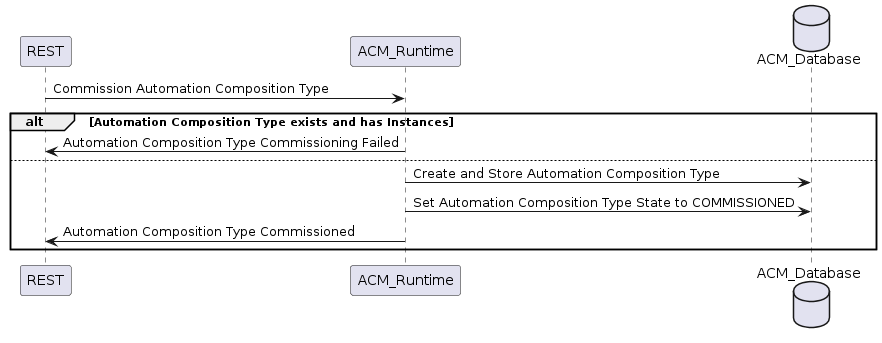 REST
ACM_Runtime
ACM_Database
Commission Automation Composition Type
alt
[Automation Composition Type exists and has Instances]
Automation Composition Type Commissioning Failed
Create and Store Automation Composition Type
Set Automation Composition Type State to COMMISSIONED
Automation Composition Type Commissioned
REST
ACM_Runtime
ACM_Database